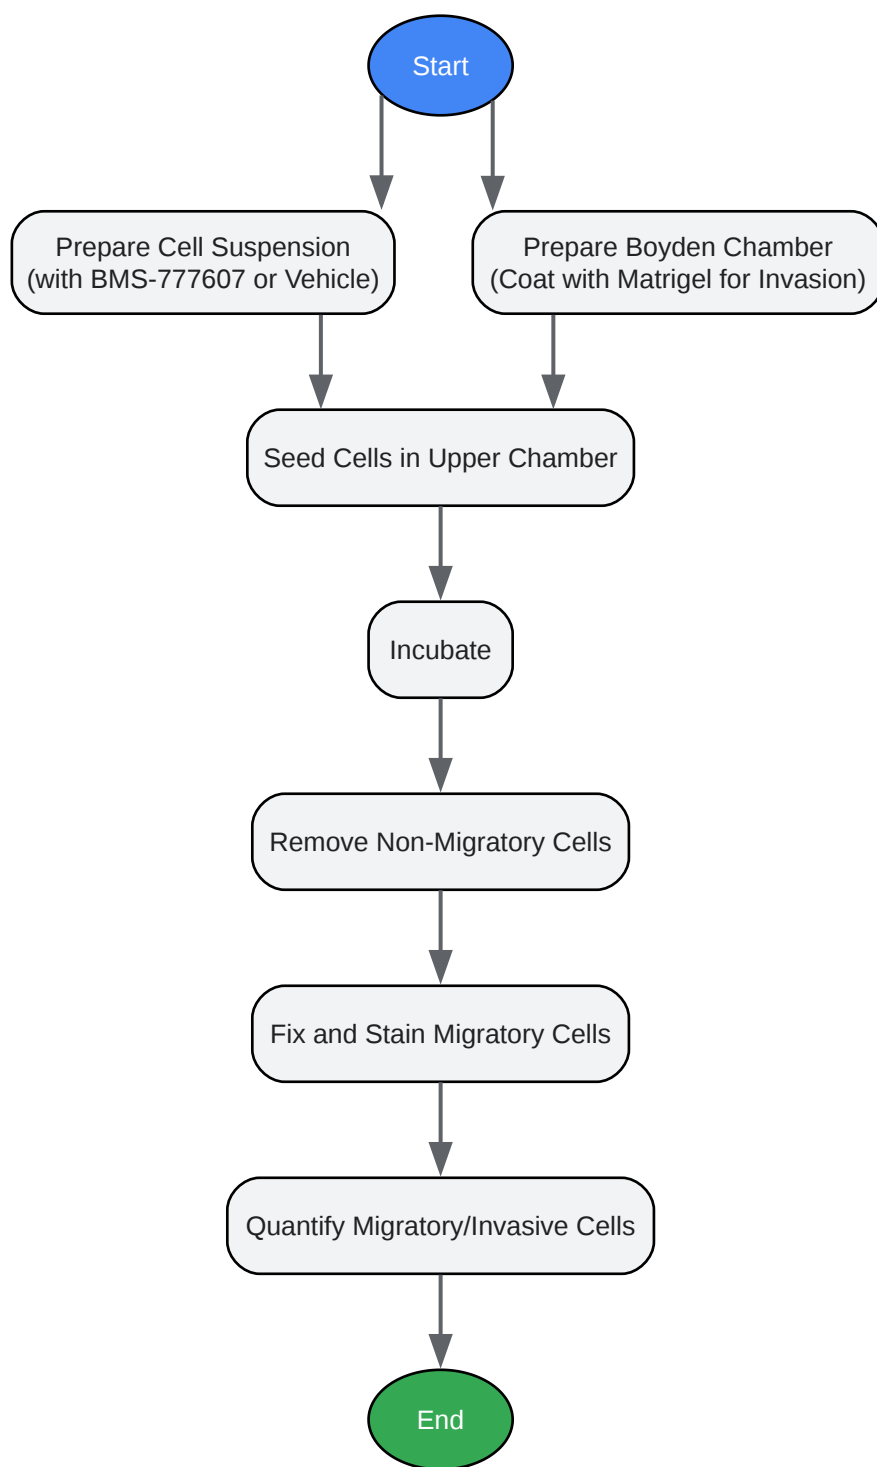 Start
Prepare Cell Suspension
(with BMS-777607 or Vehicle)
Prepare Boyden Chamber
(Coat with Matrigel for Invasion)
Seed Cells in Upper Chamber
Incubate
Remove Non-Migratory Cells
Fix and Stain Migratory Cells
Quantify Migratory/Invasive Cells
End